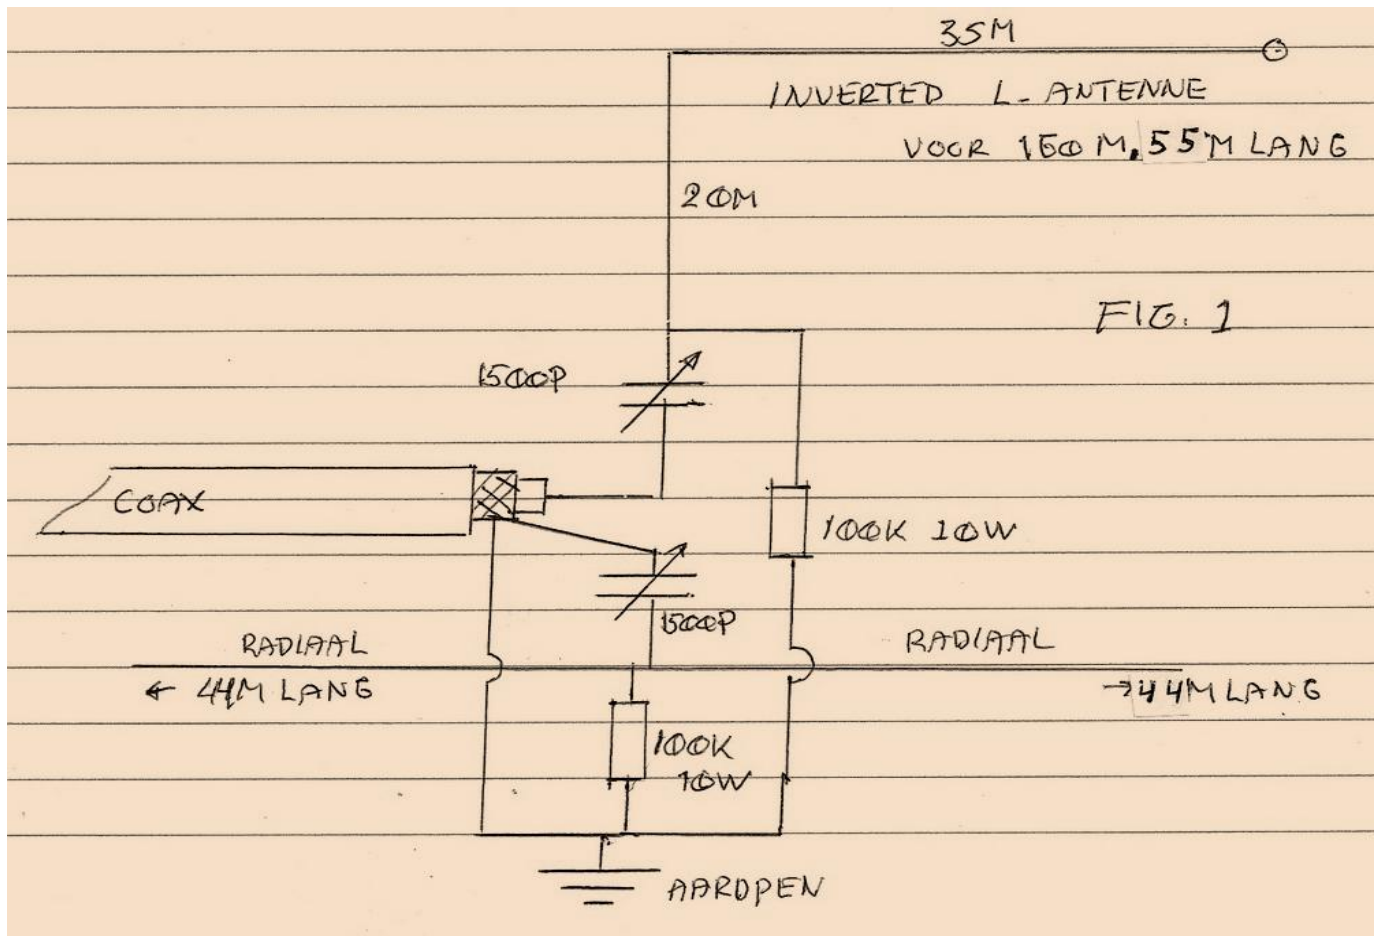 35M
INVERTED L-ANTENNE
VOOR 160 M. 55M LANG
20M
FIG. 1
1500P
COAX
100K 10W
1500P
RADIAAL
RADIAAL
← 44M LANG
→ 44M LANG
100K
10W
AARDPEN